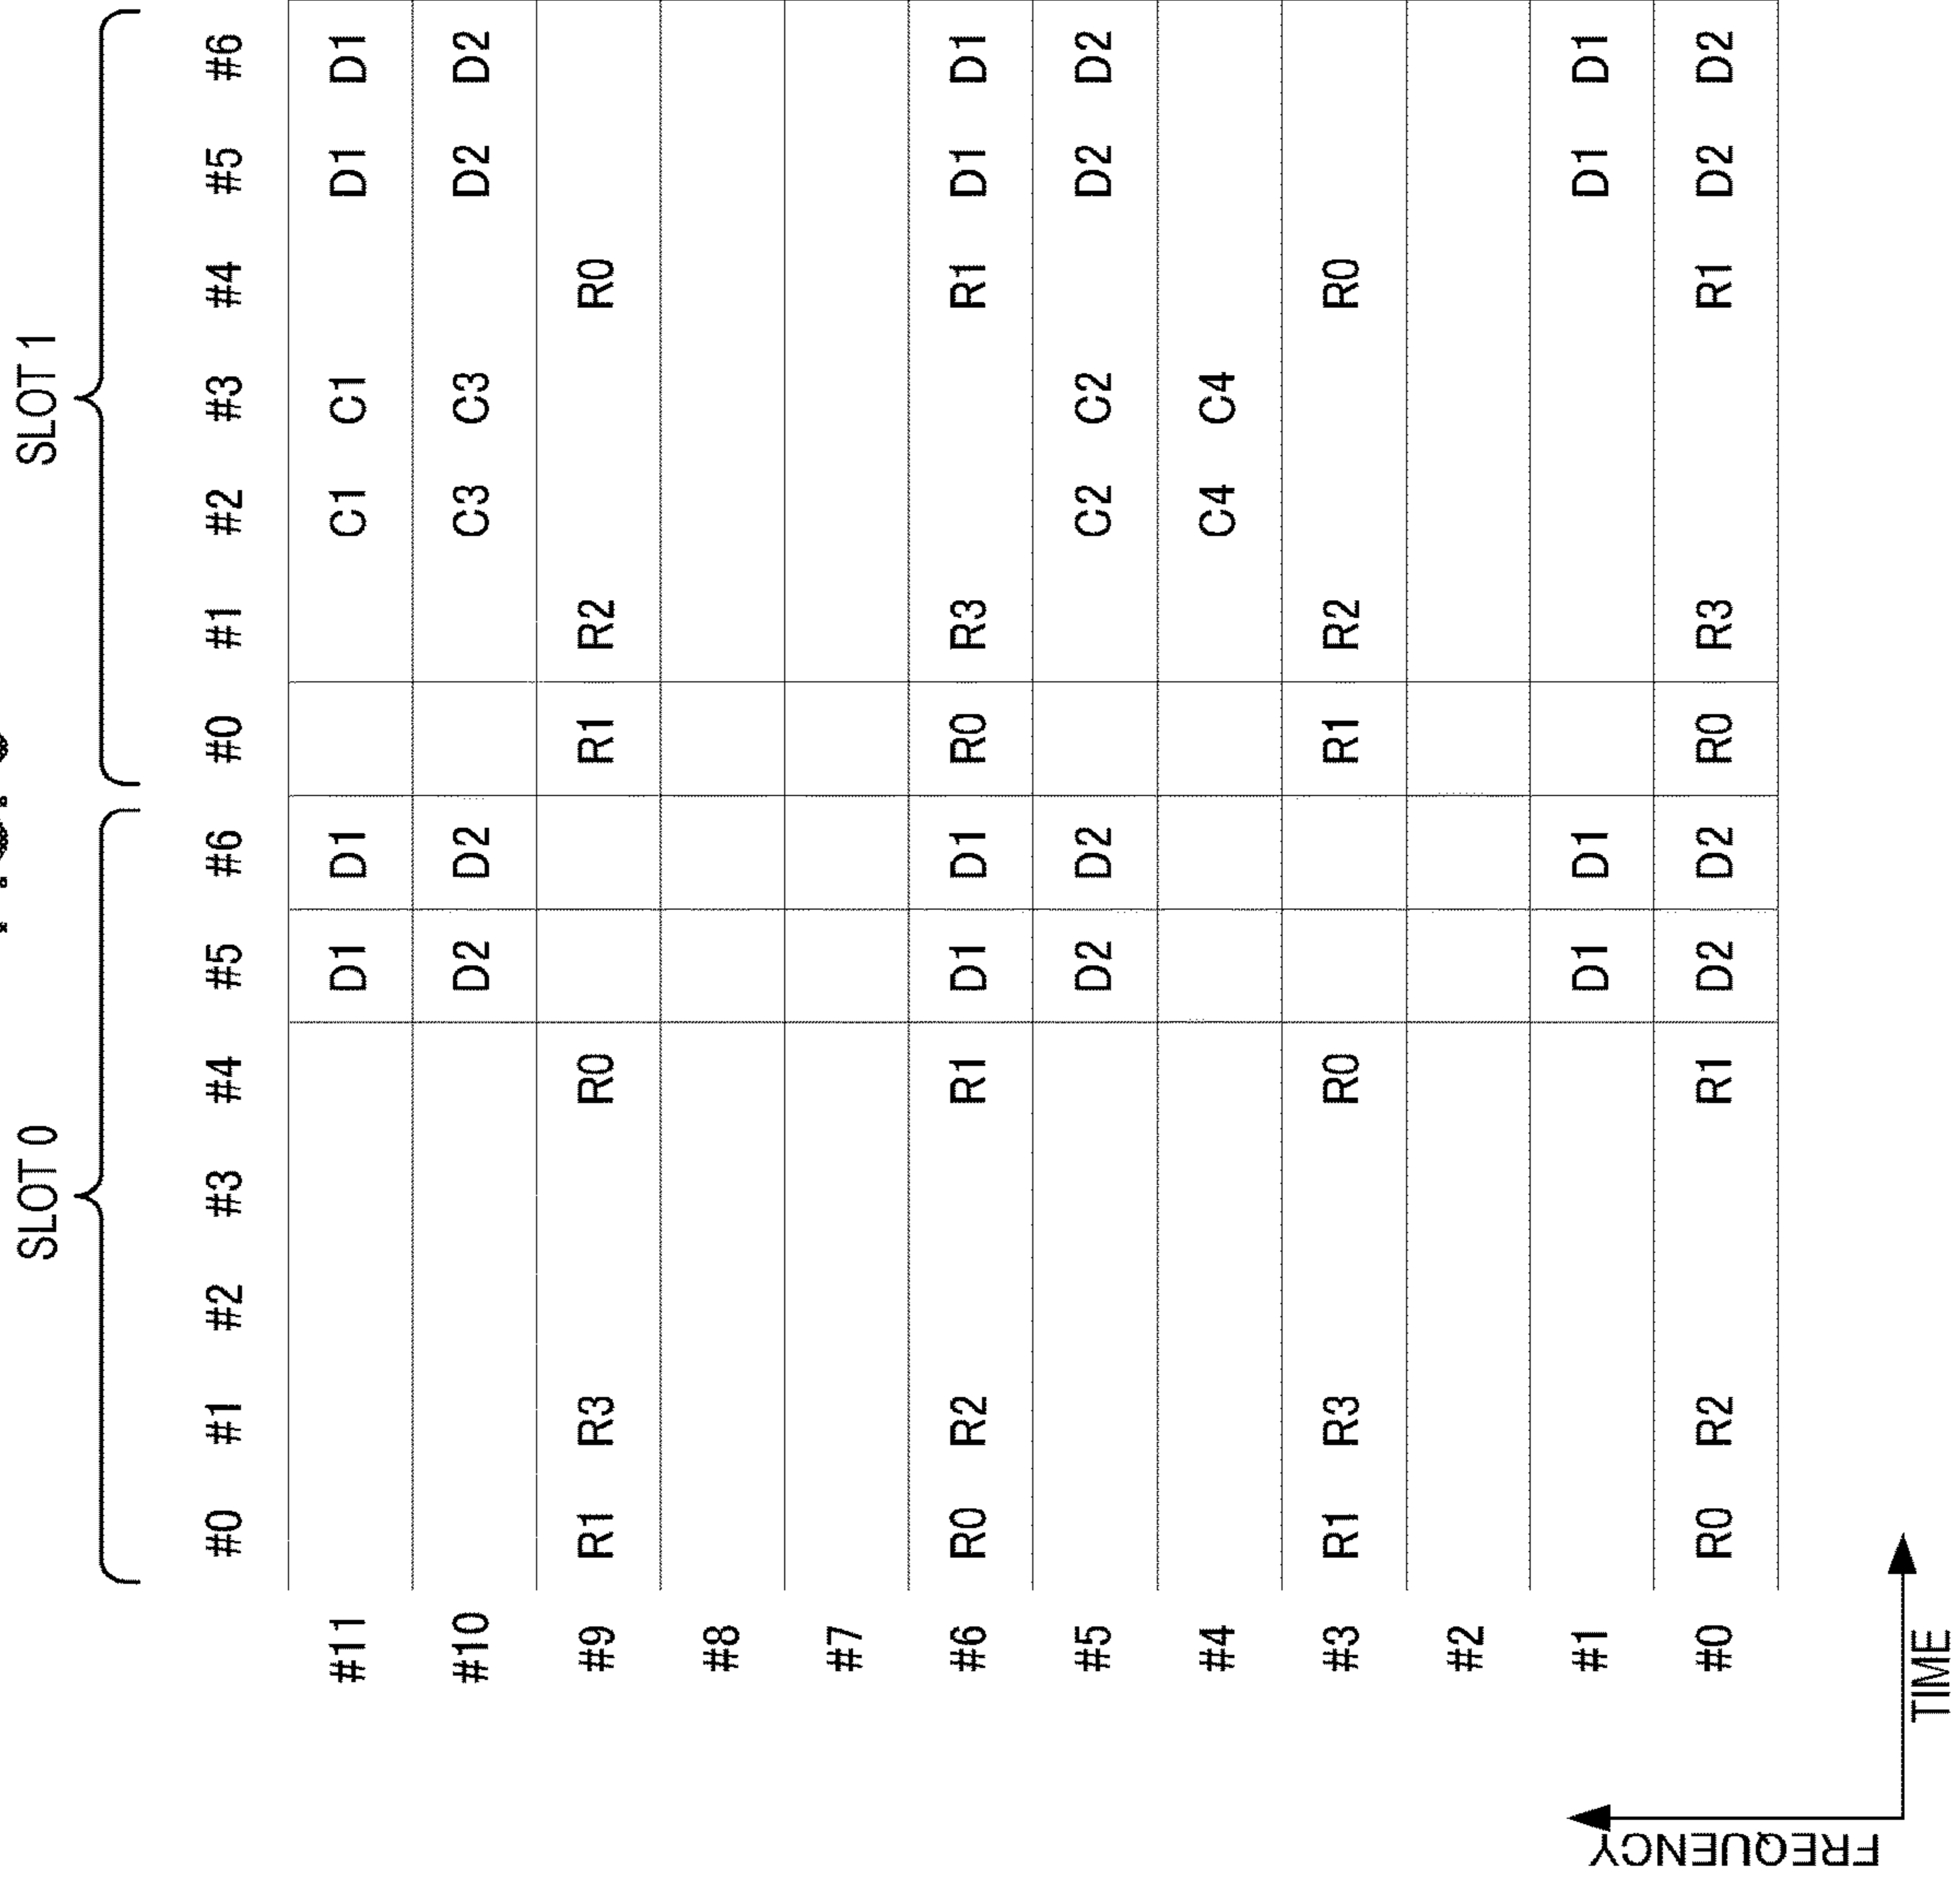 SLOT 0 SLOT 1
#0 #1 #2 #3 #4 #5 #6 #0 #1 #2 #3 #4 #5 #6
#11 D1 D1 C1 C1 D1 D1
#10 D2 D2 C3 C3 D2 D2
#9 R1 R3 R0 R1 R2 R0
#8
#7
#6 R0 R2 R1 D1 D1 R0 R3 R1 D1 D1
#5 D2 D2 C2 C2 D2 D2
#4 C4 C4
#3 R1 R3 R0 R1 R2 R0
#2
#1 D1 D1 D1 D1
#0 R0 R2 R1 D2 D2 R0 R3 R1 D2 D2
FREQUENCY
TIME